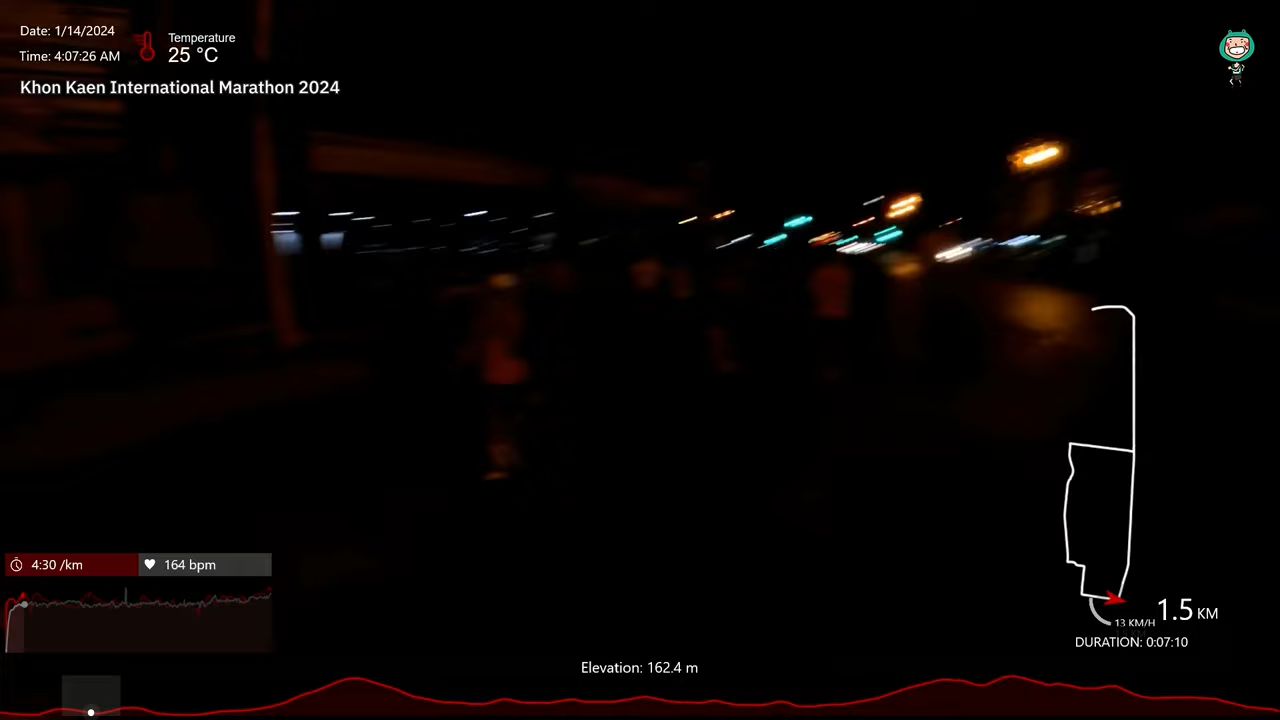 Date: 1/14/2024
Time: 4:07:26 AM
Temperature
25 °C
Khon Kaen International Marathon 2024
4:30 /km
164 bpm
1.5 KM
13 KM/H
DURATION: 0:07:10
Elevation: 162.4 m